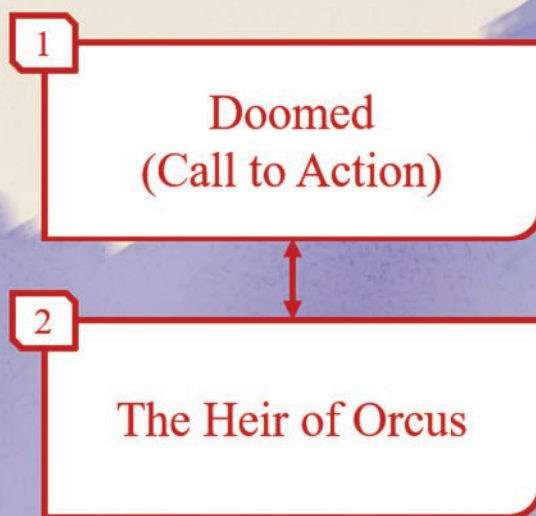 1
Doomed
(Call to Action)
2
The Heir of Orcus